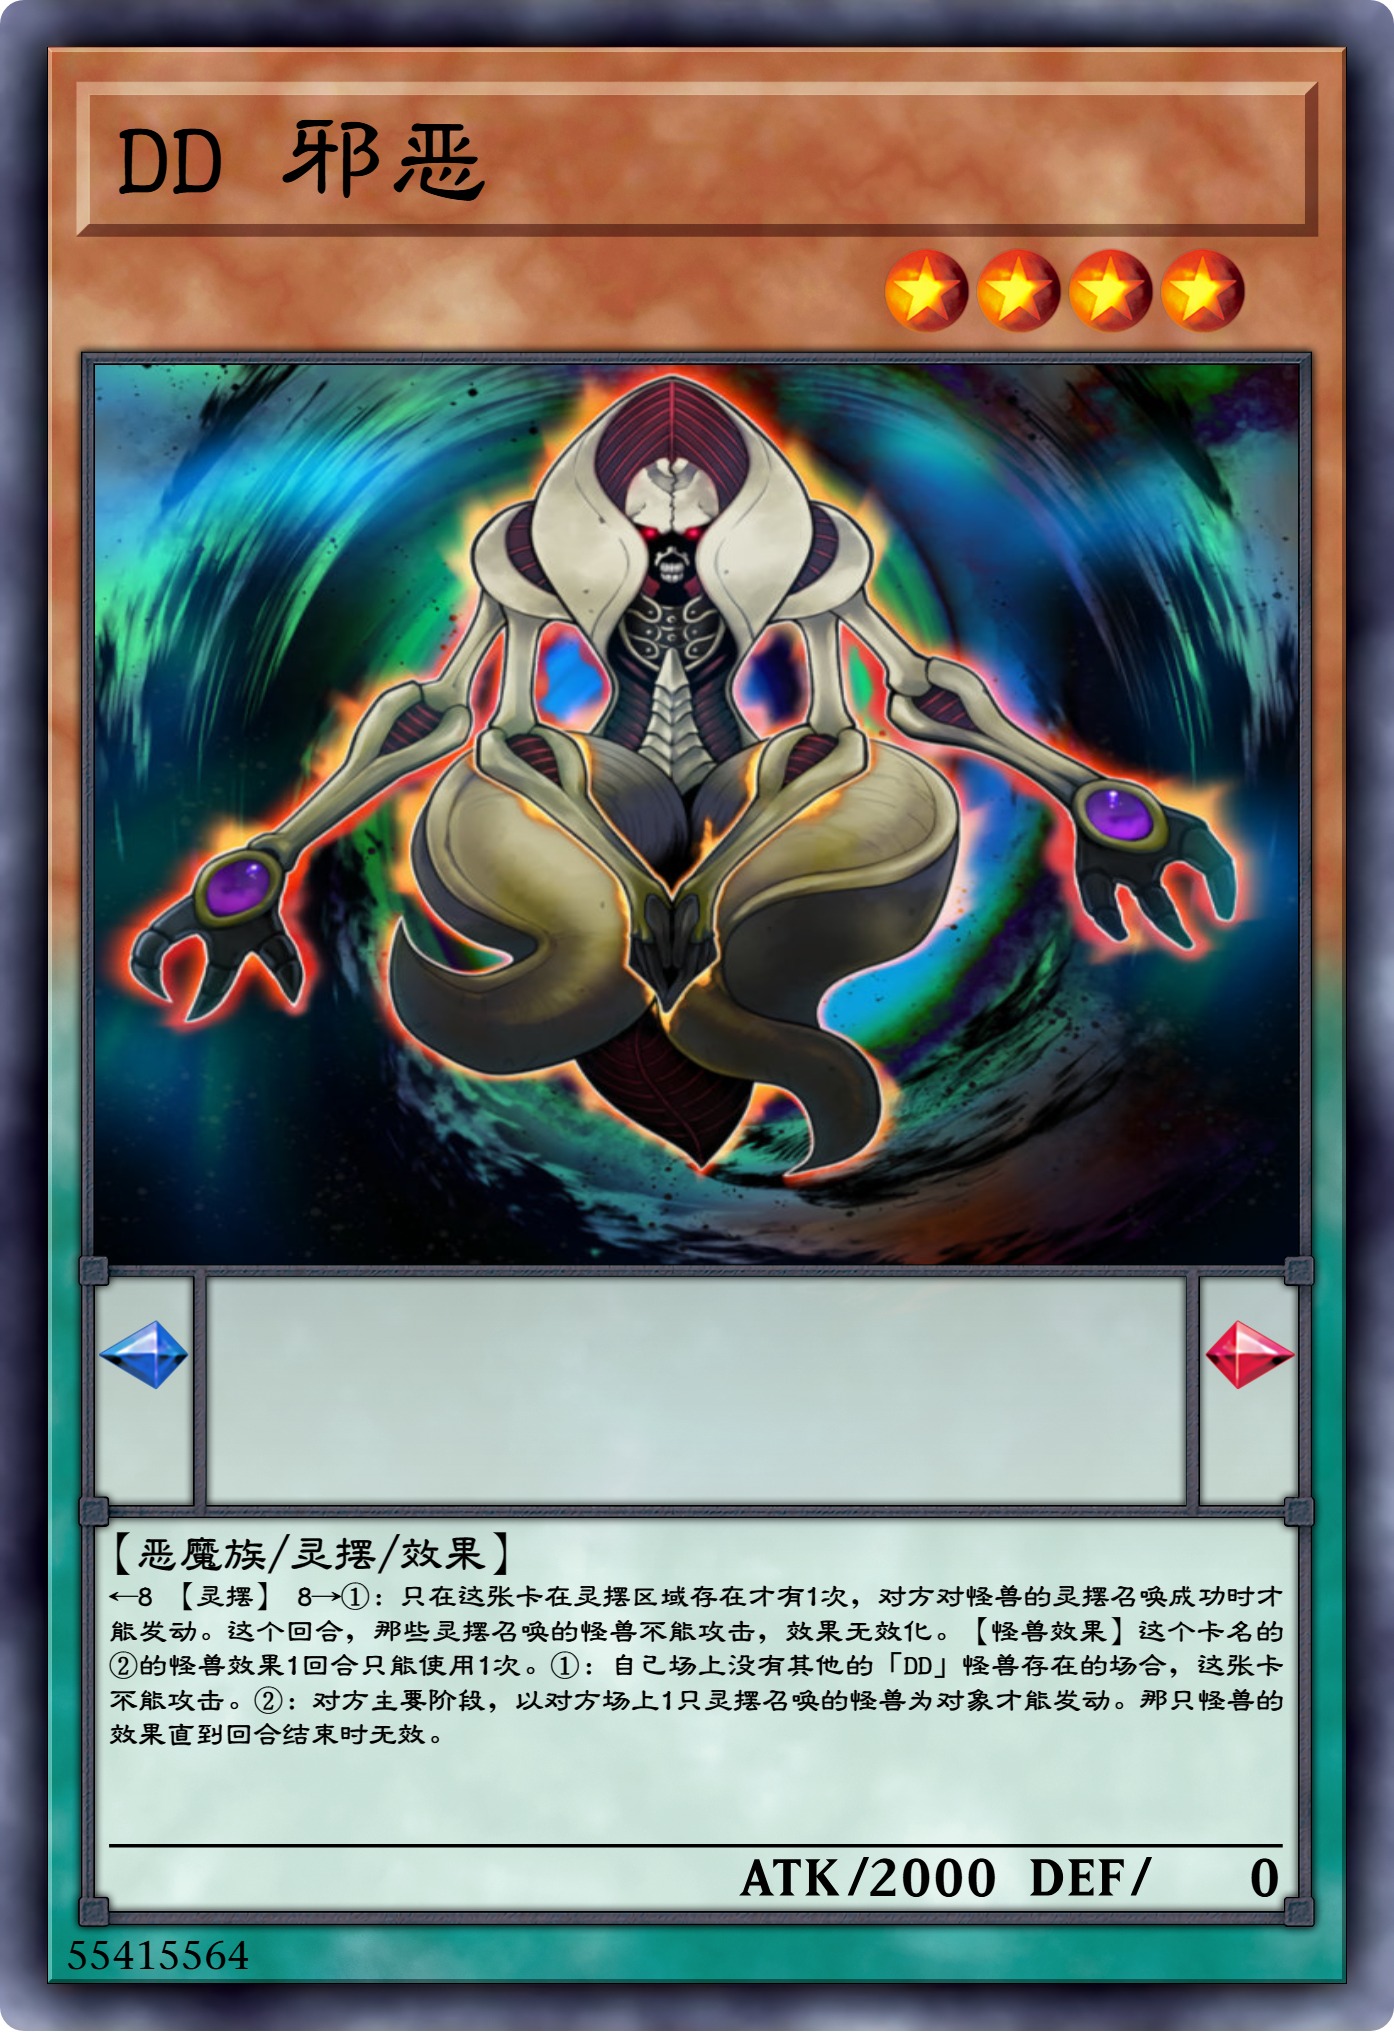 DD 邪恶
【恶魔族/灵摆/效果】
←8 【灵摆】 8→①：只在这张卡在灵摆区域存在才有1次，对方对怪兽的灵摆召唤成功时才
能发动。这个回合，那些灵摆召唤的怪兽不能攻击，效果无效化。【怪兽效果】这个卡名的
②的怪兽效果1回合只能使用1次。①：自己场上没有其他的「DD」怪兽存在的场合，这张卡
不能攻击。②：对方主要阶段，以对方场上1只灵摆召唤的怪兽为对象才能发动。那只怪兽的
效果直到回合结束时无效。
ATK/2000 DEF/ 0
55415564